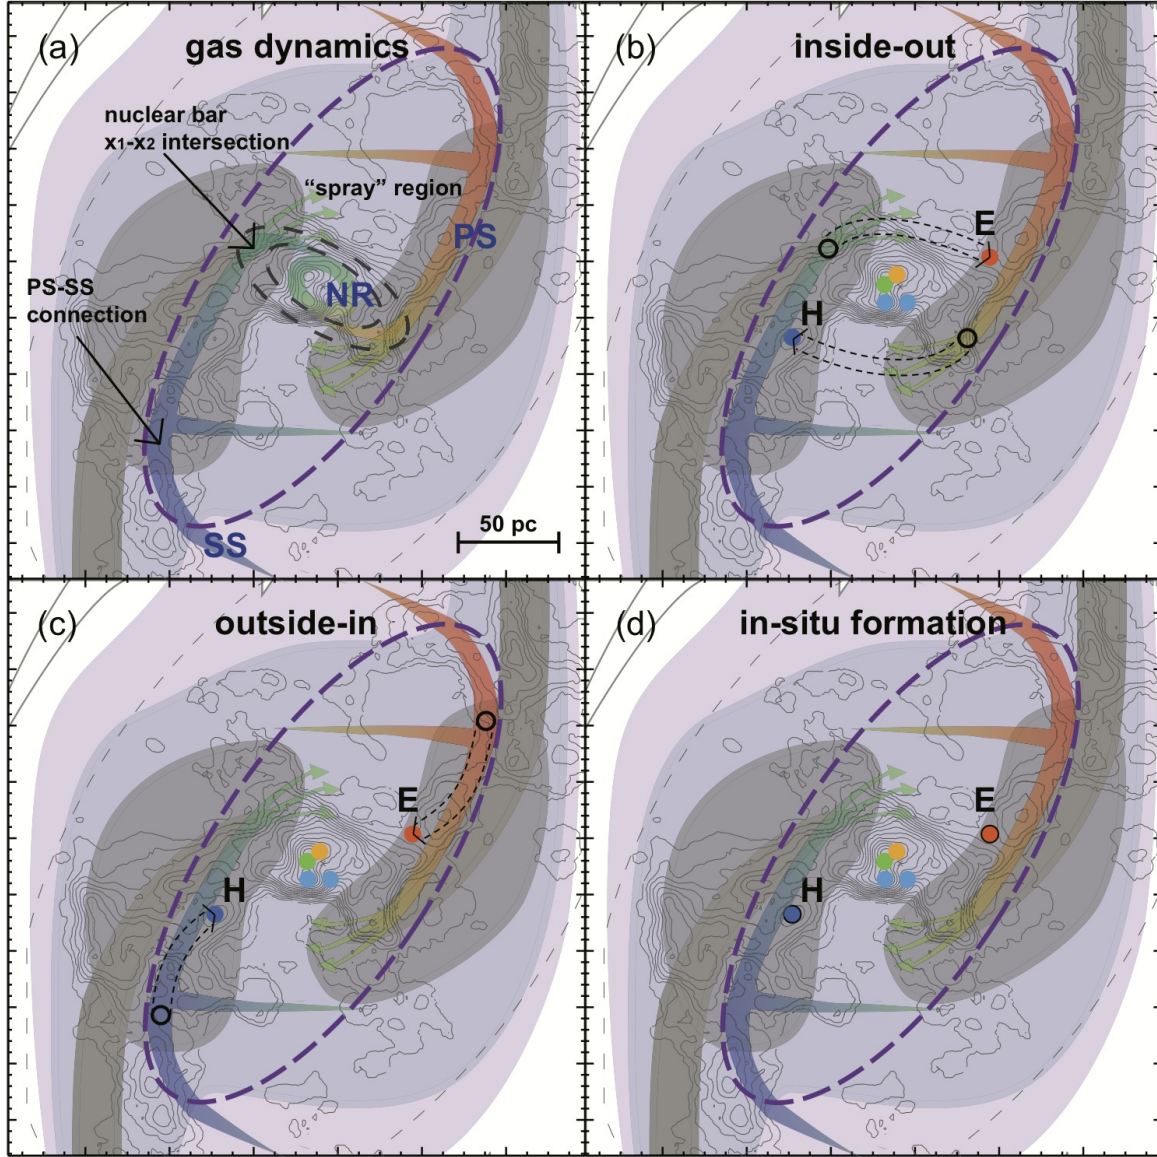 (a)
gas dynamics
nuclear bar
x₁-x₂ intersection
“spray” region
PS
NR
PS-SS
connection
SS
50 pc
(b)
inside-out
E
H
(c)
outside-in
E
H
(d)
in-situ formation
E
H